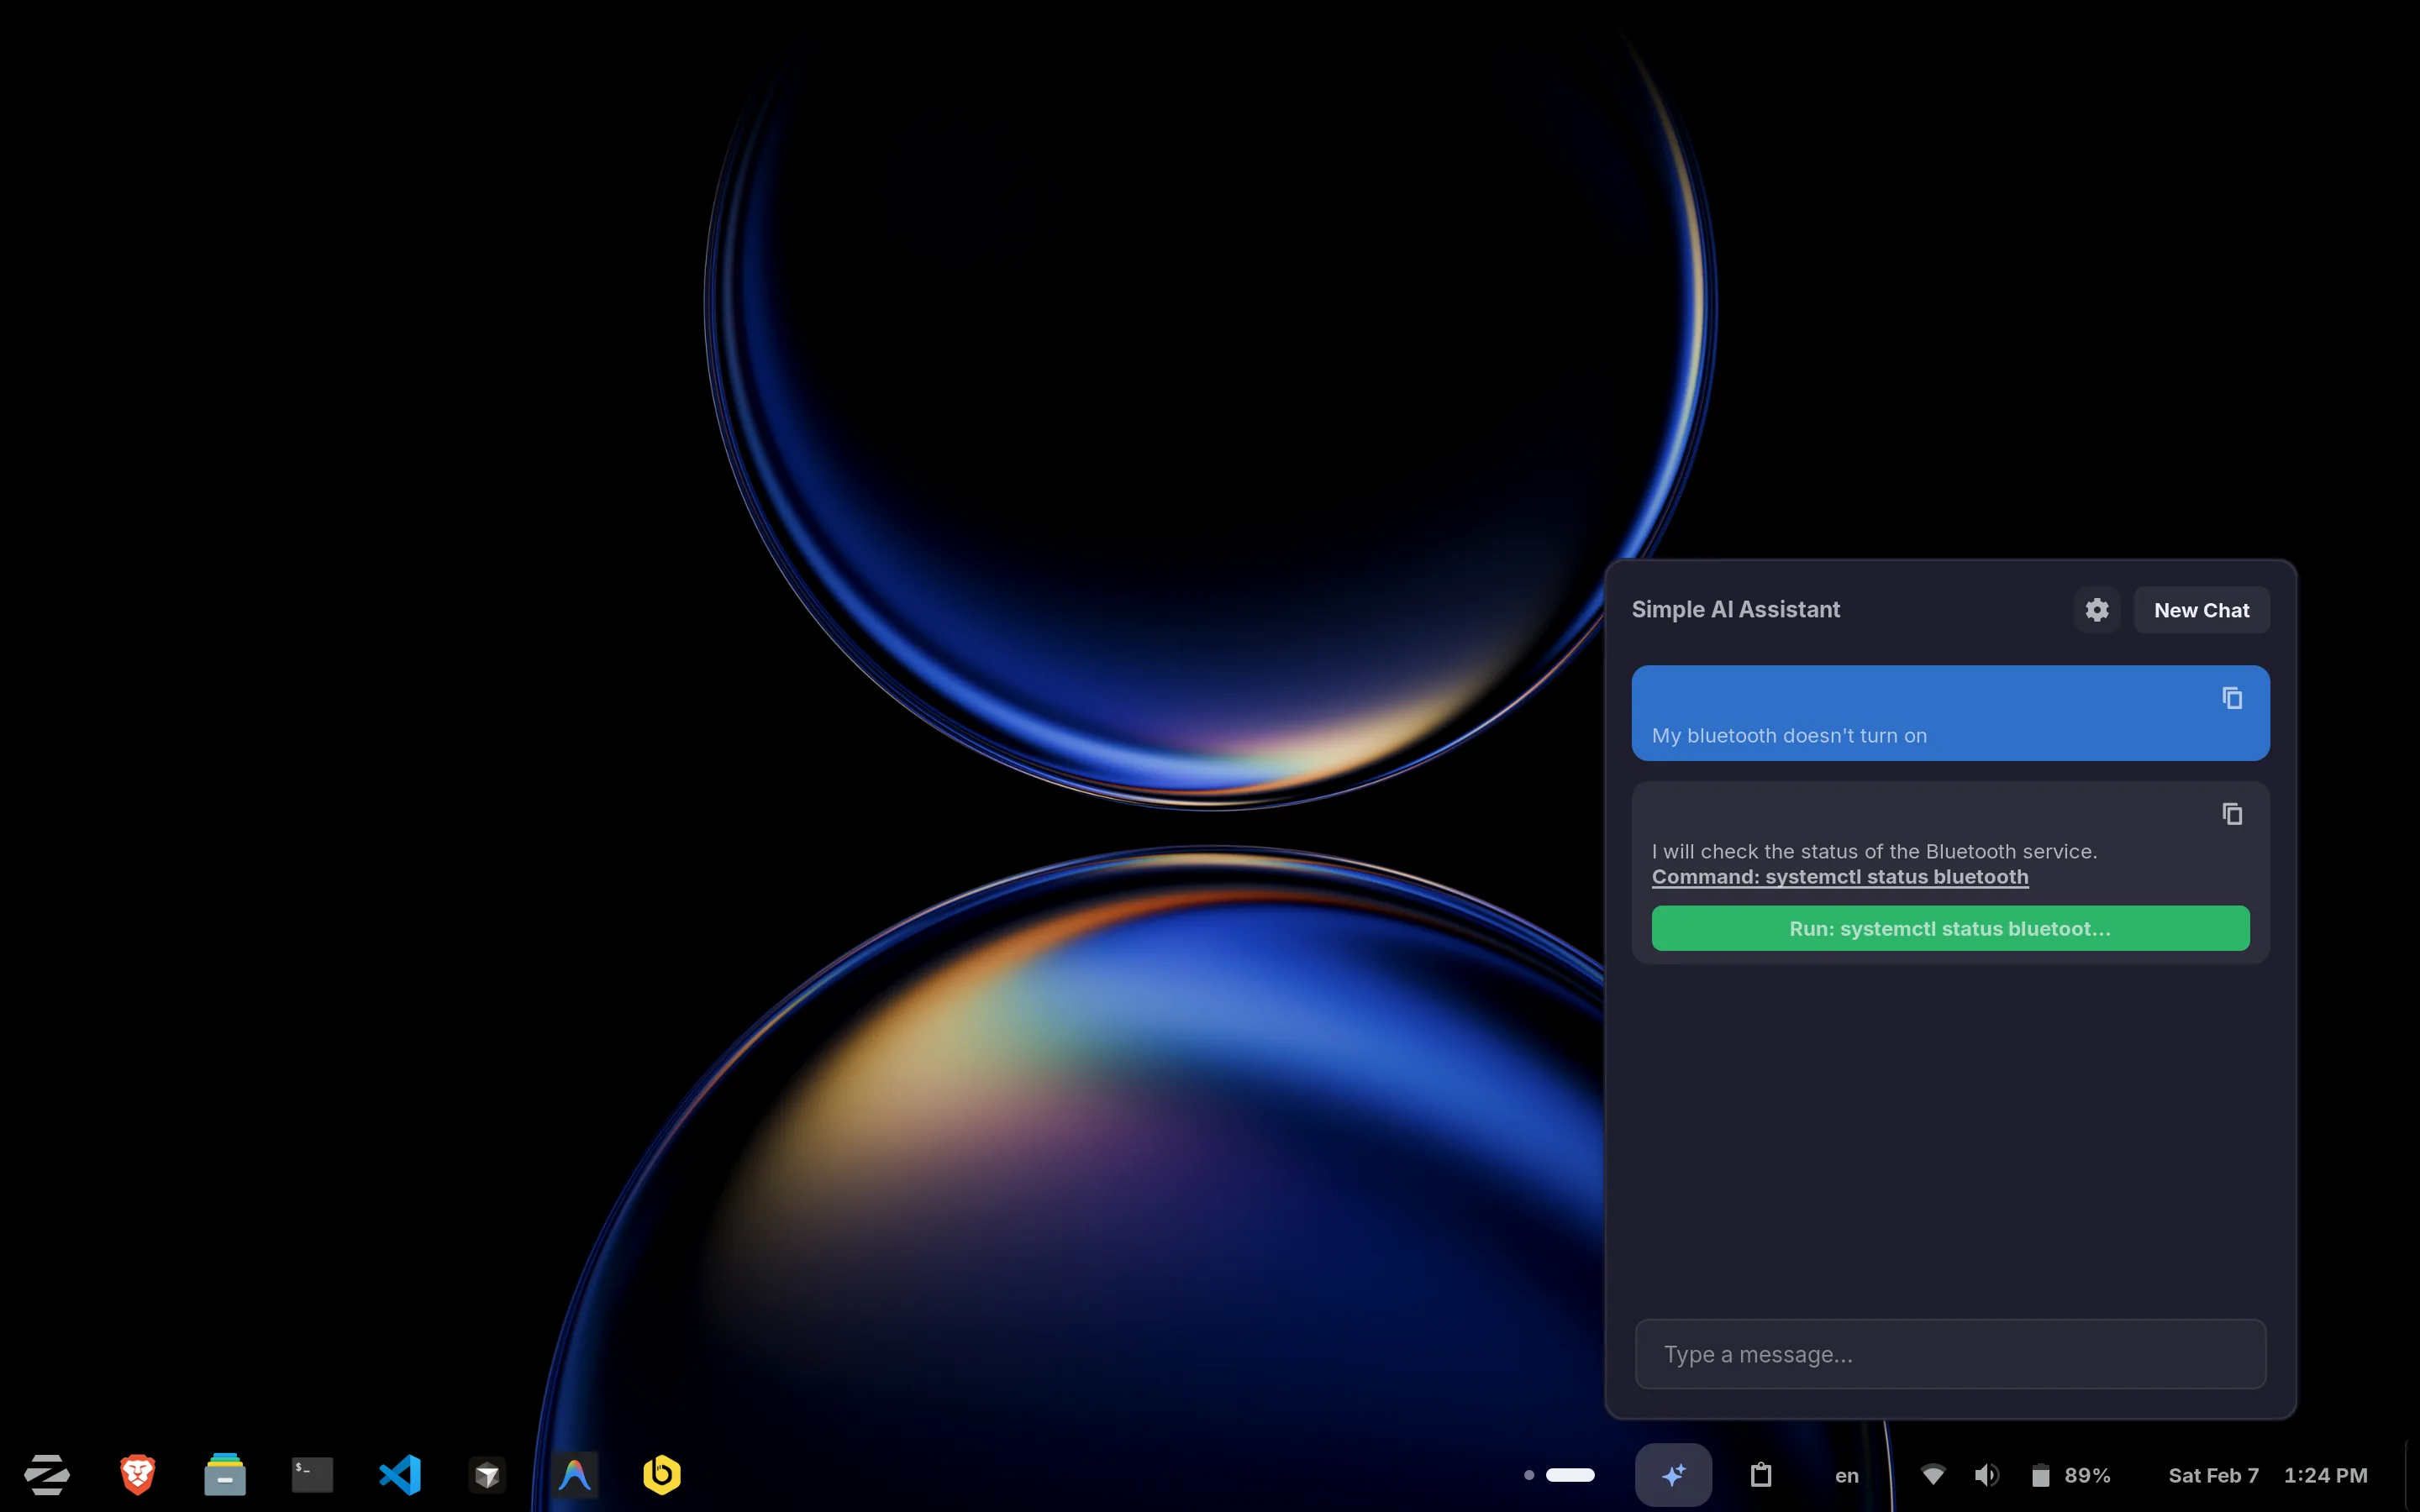 Simple AI Assistant
New Chat
My bluetooth doesn't turn on
I will check the status of the Bluetooth service.
Command: systemctl status bluetooth
Run: systemctl status bluetoot...
Type a message...
$_
en
89%
Sat Feb 7
1:24 PM